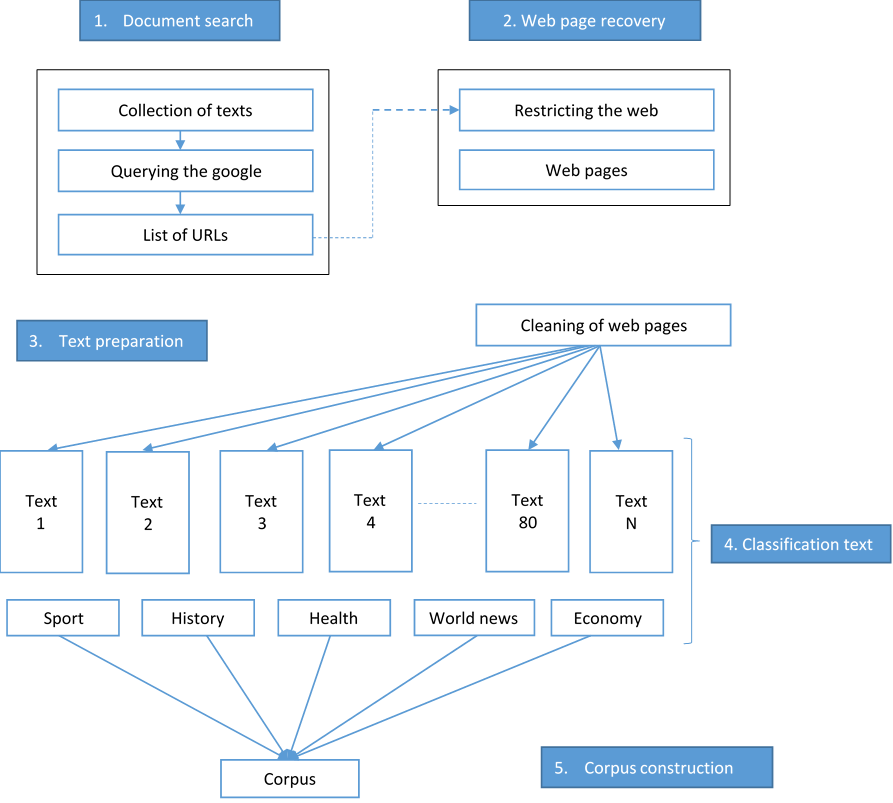 1. Document search
2. Web page recovery
Collection of texts
Querying the google
List of URLs
Restricting the web
Web pages
3. Text preparation
Cleaning of web pages
Text
1
Text
2
Text
3
Text
4
Text
80
Text
N
4. Classification text
Sport
History
Health
World news
Economy
Corpus
5. Corpus construction